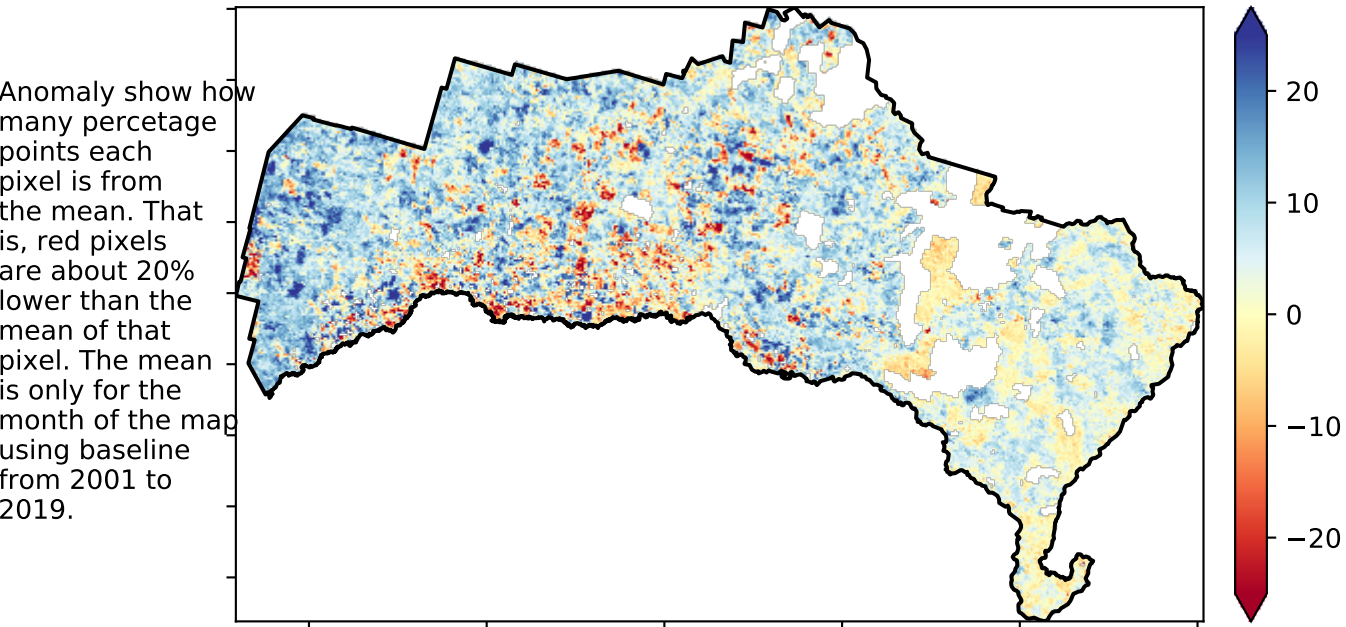 Anomaly show how
many percetage
points each
pixel is from
the mean. That
is, red pixels
are about 20%
lower than the
mean of that
pixel. The mean
is only for the
month of the map
using baseline
from 2001 to
2019.
20
10
0
−10
−20